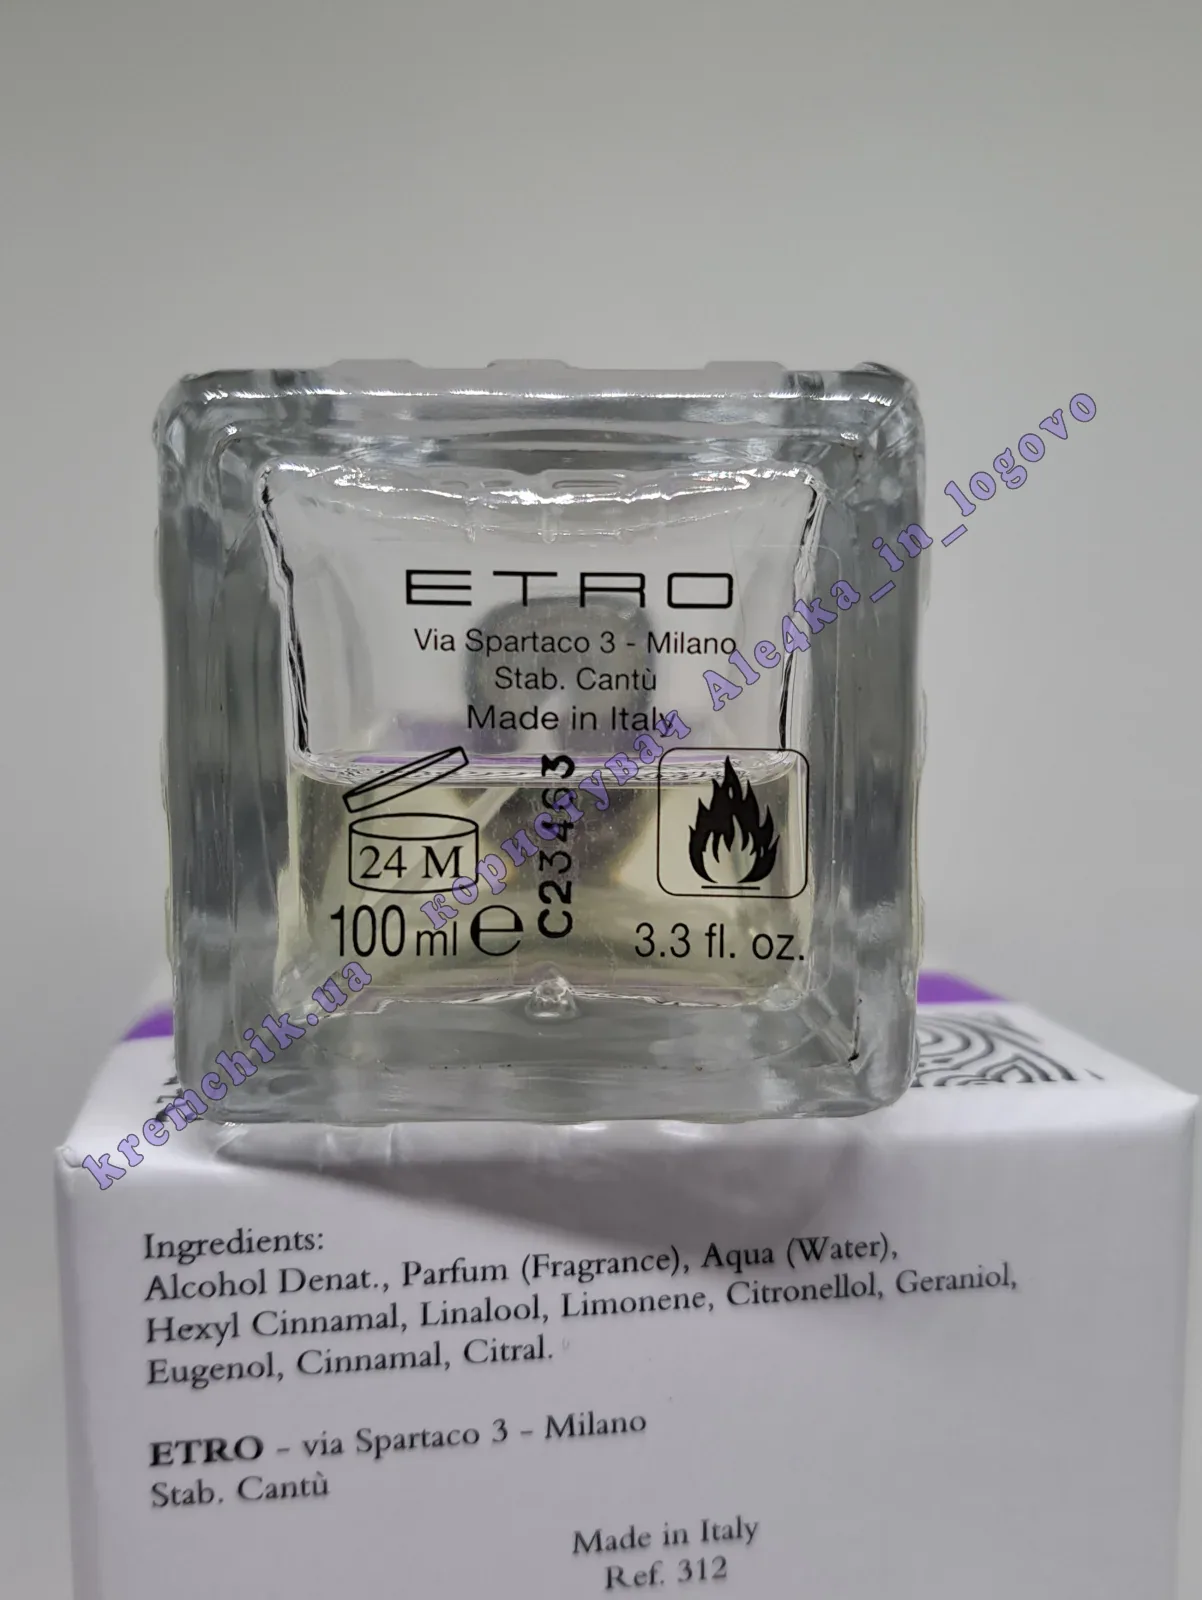 ETRO
Via Spartaco 3 - Milano
Stab. Cantù
Made in Italy
24 M
C23463
100 ml ℮
3.3 fl. oz.
kremchik.ua користувач Ale4ka_in_logovo
Ingredients:
Alcohol Denat., Parfum (Fragrance), Aqua (Water),
Hexyl Cinnamal, Linalool, Limonene, Citronellol, Geraniol,
Eugenol, Cinnamal, Citral.
ETRO - via Spartaco 3 - Milano
Stab. Cantù
Made in Italy
Ref. 312